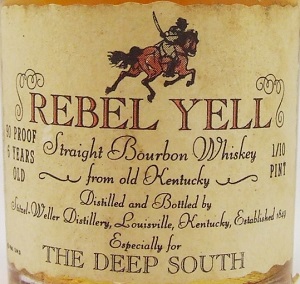 REBEL YELL
90 PROOF
6 YEARS
OLD
Straight Bourbon Whiskey
1/10
PINT
from old Kentucky
Distilled and Bottled by
Stitzel-Weller Distillery, Louisville, Kentucky, Established 1849
Especially for
THE DEEP SOUTH